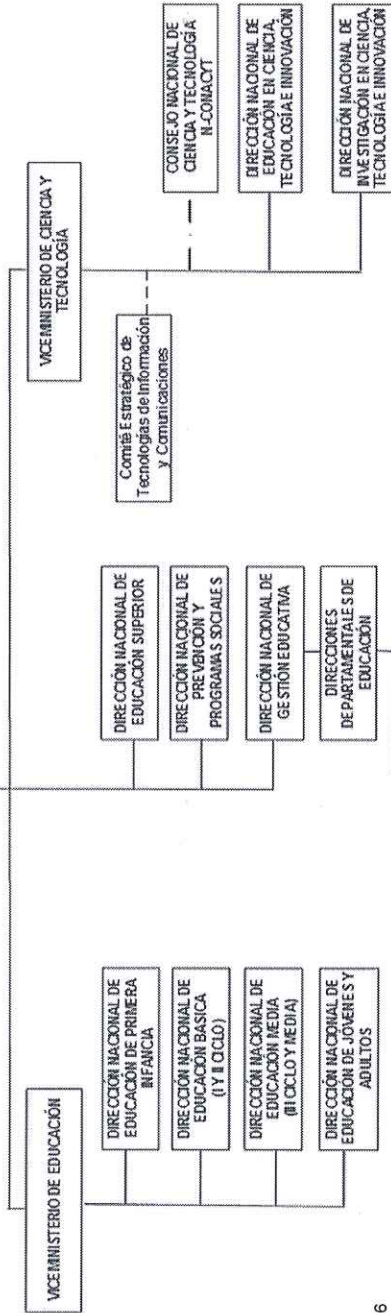 VICEMINISTERIO DE EDUCACIÓN
DIRECCIÓN NACIONAL DE
EDUCACIÓN DE PRIMERA
INFANCIA
DIRECCIÓN NACIONAL DE
EDUCACIÓN BASICA
(I Y II CICLO)
DIRECCIÓN NACIONAL DE
EDUCACIÓN MEDIA
(III CICLO Y MEDIA)
DIRECCIÓN NACIONAL DE
EDUCACIÓN DE JÓVENES Y
ADULTOS
DIRECCIÓN NACIONAL DE
EDUCACIÓN SUPERIOR
DIRECCIÓN NACIONAL DE
PREVENCIÓN Y
PROGRAMAS SOCIALES
DIRECCIÓN NACIONAL DE
GESTIÓN EDUCATIVA
DIRECCIONES
DEPARTAMENTALES DE
EDUCACIÓN
VICEMINISTERIO DE CIENCIA Y
TECNOLOGÍA
Comité Estratégico de
Tecnologías de Información
y Comunicaciones
CONSEJO NACIONAL DE
CIENCIA Y TECNOLOGÍA
N-CONACYT
DIRECCIÓN NACIONAL DE
EDUCACIÓN EN CIENCIA,
TECNOLOGÍA E INNOVACIÓN
DIRECCIÓN NACIONAL DE
INVESTIGACIÓN EN CIENCIA,
TECNOLOGÍA E INNOVACIÓN
6